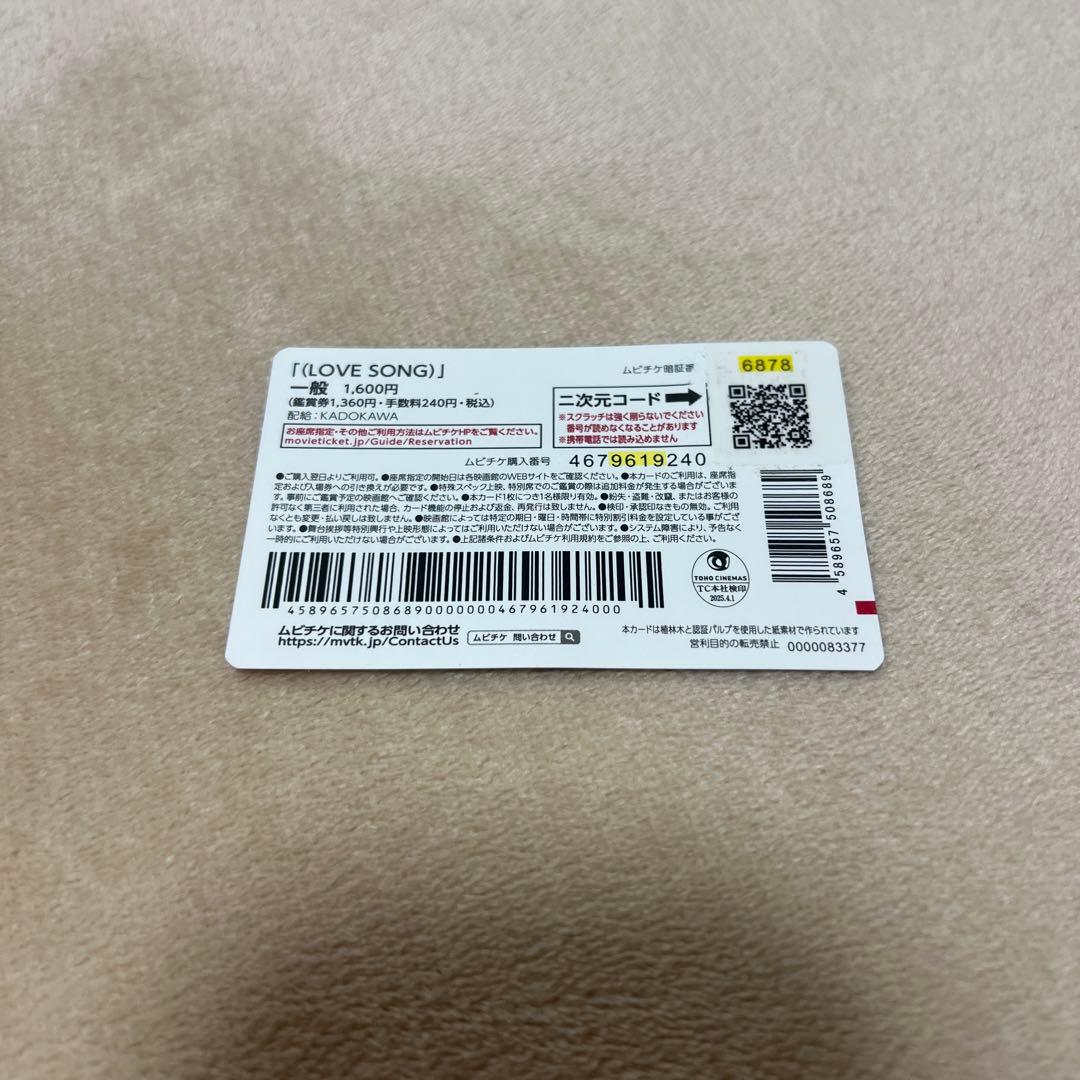 「(LOVE SONG)」
一般 1,600円
(鑑賞券1,360円・手数料240円・税込)
配給:KADOKAWA
お座席指定・その他ご利用方法はムビチケHPをご覧ください。
movieticket.jp/Guide/Reservation
ムビチケ暗証番
6878
二次元コード
※スクラッチは強く削らないでください
番号が読めなくなることがあります
※携帯電話では読み込めません
ムビチケ購入番号 4679619240
●ご購入翌日よりご利用可。●座席指定の開始日は各映画館のWEBサイトをご確認ください。●本カードのご利用は、座席指
定および入場券への引き換えが必要です。●特殊スペック上映、特別席でのご鑑賞の際は追加料金が発生する場合がございま
す。事前にご鑑賞予定の映画館へご確認ください。●本カード1枚につき1名様限り有効。●紛失・盗難・改竄、またはお客様の
許可なく第三者に利用された場合、カード機能の停止および返金、再発行は致しません。●検印・承認印なきもの無効。ご利用
なくとも変更・払い戻しは致しません。●映画館によっては特定の期日・曜日・時間帯に特別割引料金を設定している事がござ
います。●舞台挨拶等特別興行や上映形態によってはご利用いただけない場合がございます。●システム障害により、予告なく
一時的にご利用いただけない場合がございます。●上記諸条件およびムビチケ利用規約をご参照の上、ご利用ください。
45896575086890000000467961924000
TOHO CINEMAS
TC本社検印
2025.4.1
4 589657 508689
ムビチケに関するお問い合わせ
https://mvtk.jp/ContactUs
ムビチケ 問い合わせ
本カードは植林木と認証パルプを使用した紙素材で作られています
営利目的の転売禁止 0000083377